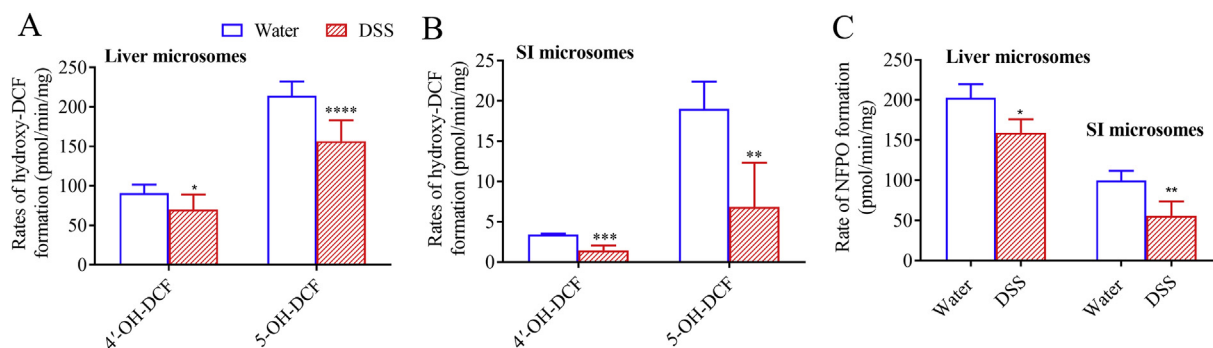 A
Water
DSS
Liver microsomes
Rates of hydroxy-DCF
formation (pmol/min/mg)
250
200
150
100
50
0
*
****
4′-OH-DCF
5-OH-DCF
B
SI microsomes
Rates of hydroxy-DCF
formation (pmol/min/mg)
25
20
15
10
5
0
***
**
4′-OH-DCF
5-OH-DCF
C
Liver microsomes
SI microsomes
Rate of NFPO formation
(pmol/min/mg)
250
200
150
100
50
0
*
**
Water
DSS
Water
DSS